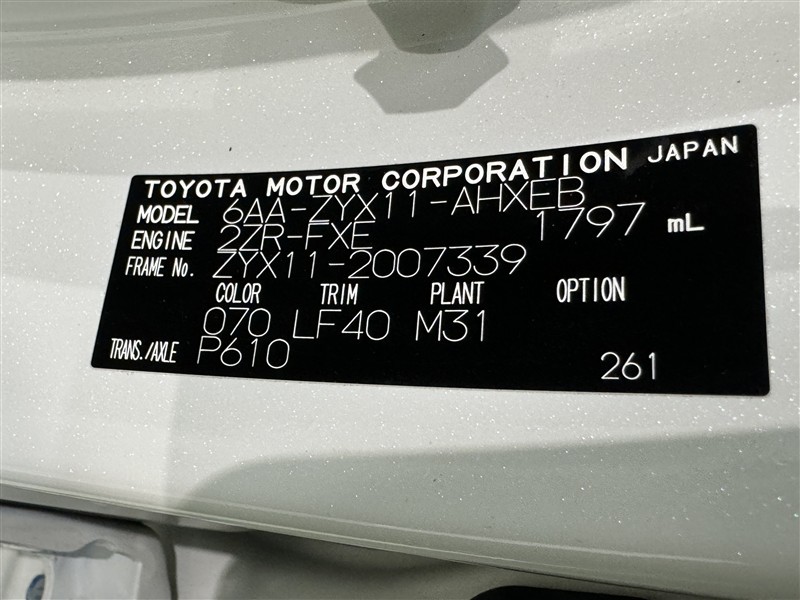 TOYOTA MOTOR CORPORATION JAPAN
MODEL 6AA-ZYX11-AHXEB
ENGINE 2ZR-FXE 1797 mL
FRAME No. ZYX11-2007339
COLOR TRIM PLANT OPTION
070 LF40 M31
TRANS./AXLE P610 261